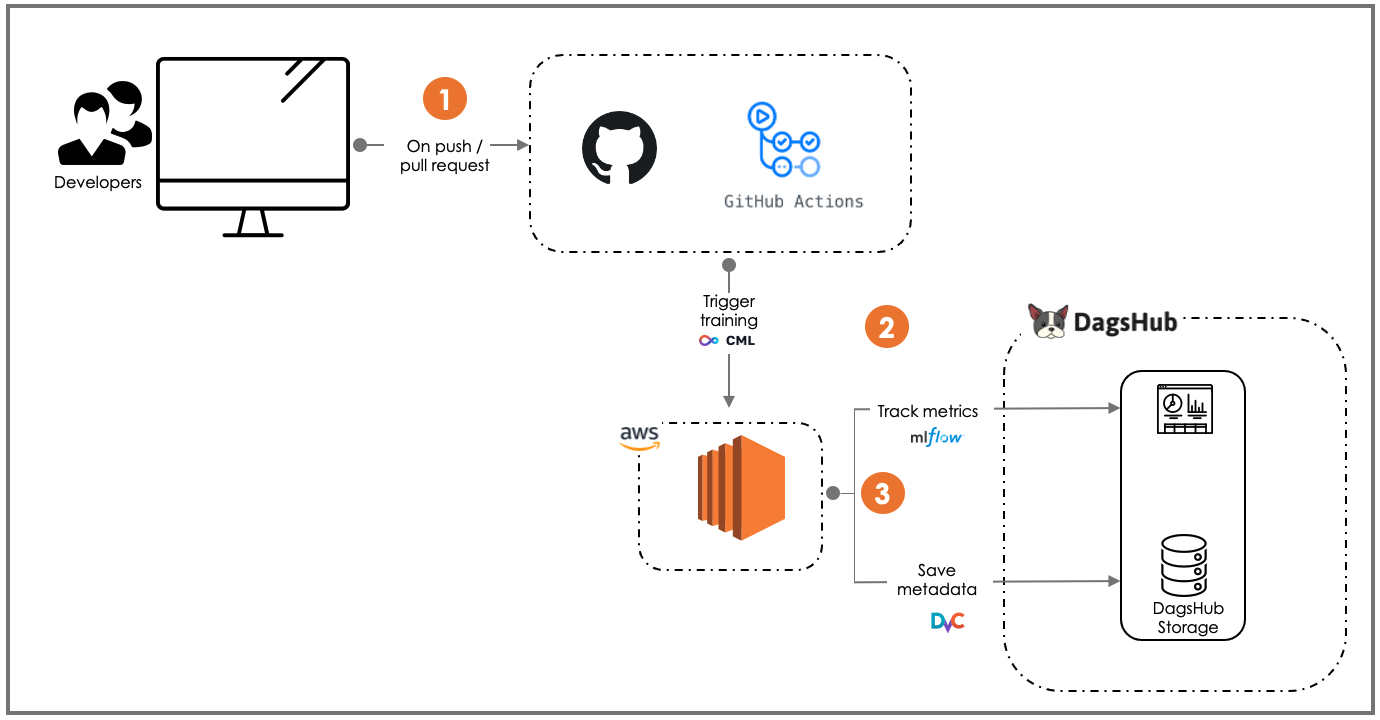 1
On push /
pull request
Developers
GitHub Actions
Trigger
training
CML
2
DagsHub
aws
Track metrics
mlflow
3
Save
metadata
DVC
DagsHub
Storage